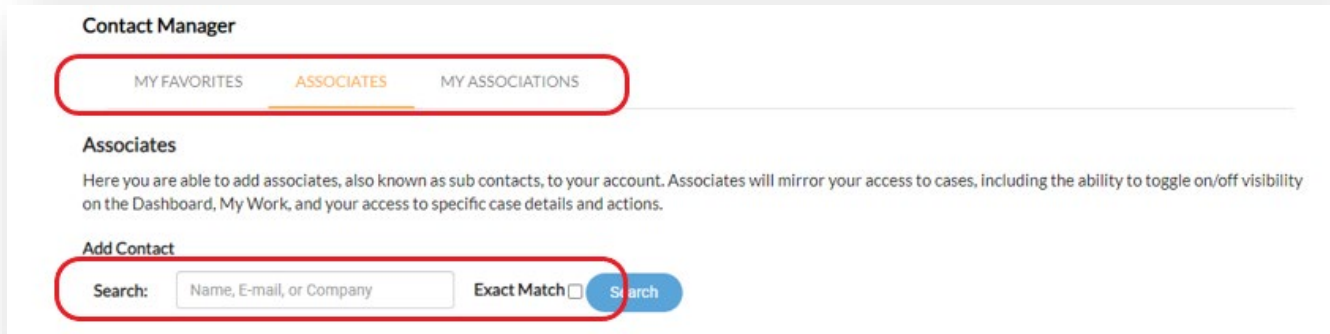 Contact Manager
MY FAVORITES ASSOCIATES MY ASSOCIATIONS
Associates
Here you are able to add associates, also known as sub contacts, to your account. Associates will mirror your access to cases, including the ability to toggle on/off visibility
on the Dashboard, My Work, and your access to specific case details and actions.
Add Contact
Search: Name, E-mail, or Company Exact Match Search